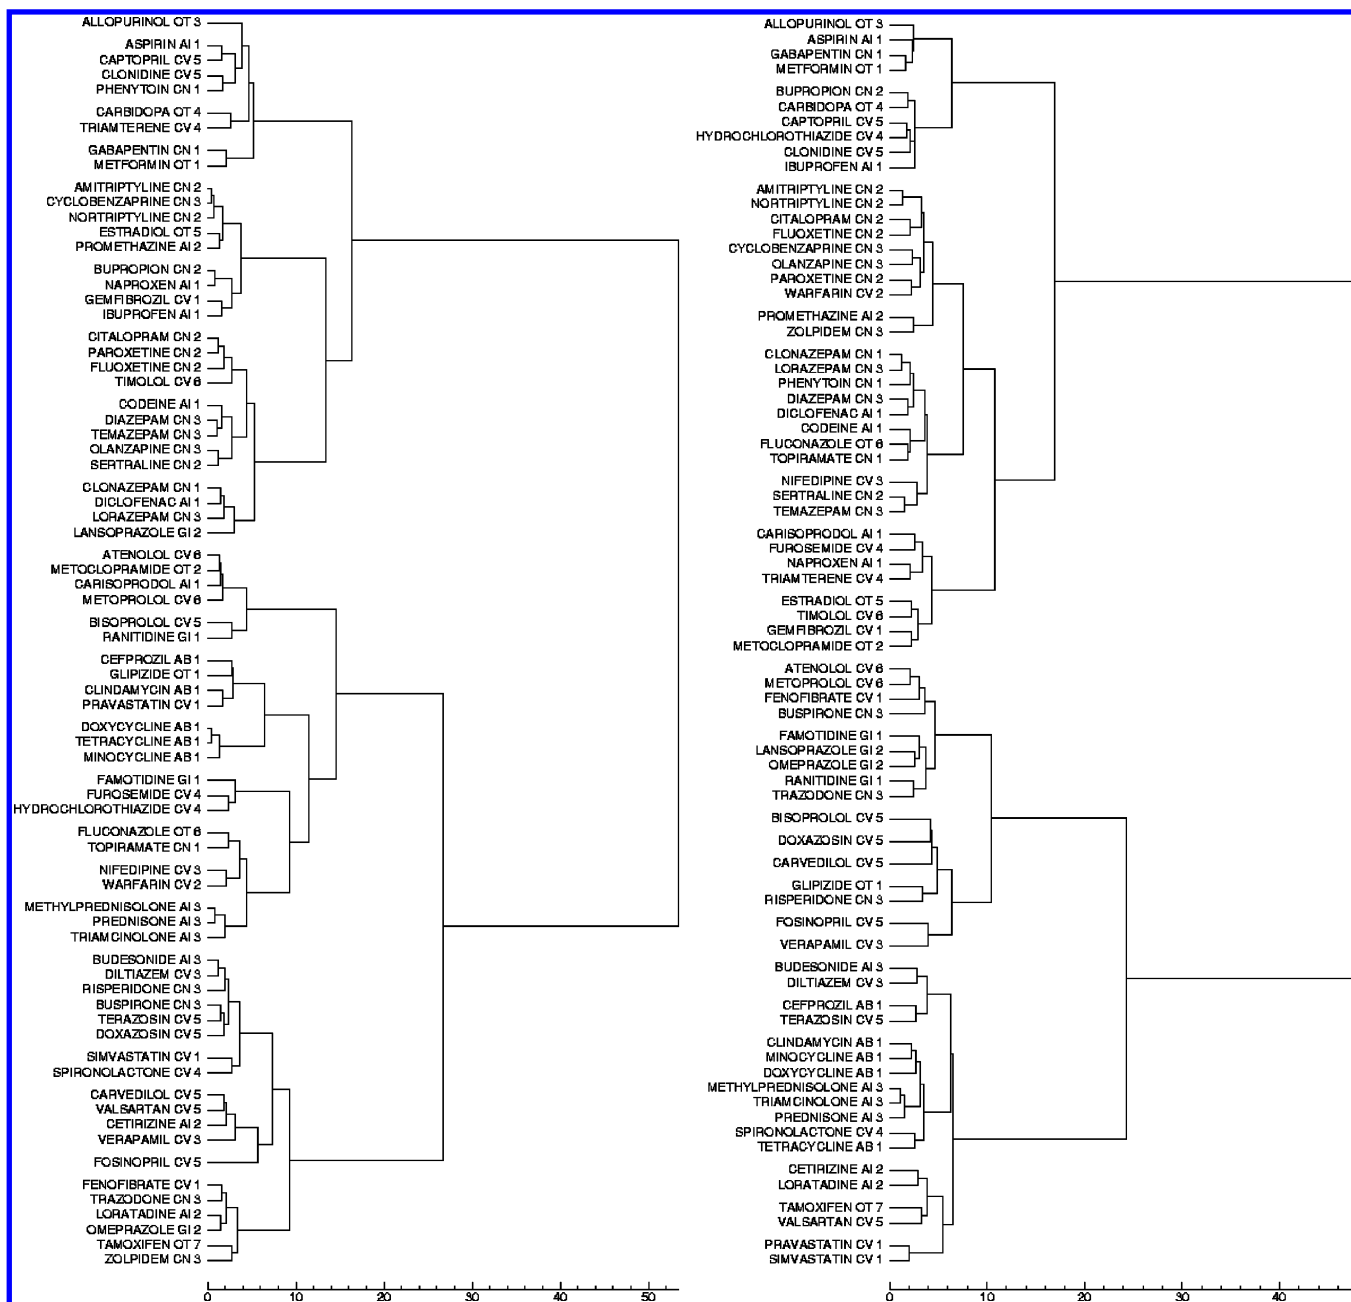 ALLOPURINOL OT 3
ASPIRIN AI 1
CAPTOPRIL CV 5
CLONIDINE CV 5
PHENYTOIN CN 1
CARBIDOPA OT 4
TRIAMTERENE CV 4
GABAPENTIN CN 1
METFORMIN OT 1
AMITRIPTYLINE CN 2
CYCLOBENZAPRINE CN 3
NORTRIPTYLINE CN 2
ESTRADIOL OT 5
PROMETHAZINE AI 2
BUPROPION CN 2
NAPROXEN AI 1
GEMFIBROZIL CV 1
IBUPROFEN AI 1
CITALOPRAM CN 2
PAROXETINE CN 2
FLUOXETINE CN 2
TIMOLOL CV 6
CODEINE AI 1
DIAZEPAM CN 3
TEMAZEPAM CN 3
OLANZAPINE CN 3
SERTRALINE CN 2
CLONAZEPAM CN 1
DICLOFENAC AI 1
LORAZEPAM CN 3
LANSOPRAZOLE GI 2
ATENOLOL CV 6
METOCLOPRAMIDE OT 2
CARISOPRODOL AI 1
METOPROLOL CV 6
BISOPROLOL CV 5
RANITIDINE GI 1
CEFPROZIL AB 1
GLIPIZIDE OT 1
CLINDAMYCIN AB 1
PRAVASTATIN CV 1
DOXYCYCLINE AB 1
TETRACYCLINE AB 1
MINOCYCLINE AB 1
FAMOTIDINE GI 1
FUROSEMIDE CV 4
HYDROCHLOROTHIAZIDE CV 4
FLUCONAZOLE OT 6
TOPIRAMATE CN 1
NIFEDIPINE CV 3
WARFARIN CV 2
METHYLPREDNISOLONE AI 3
PREDNISONE AI 3
TRIAMCINOLONE AI 3
BUDESONIDE AI 3
DILTIAZEM CV 3
RISPERIDONE CN 3
BUSPIRONE CN 3
TERAZOSIN CV 5
DOXAZOSIN CV 5
SIMVASTATIN CV 1
SPIRONOLACTONE CV 4
CARVEDILOL CV 5
VALSARTAN CV 5
CETIRIZINE AI 2
VERAPAMIL CV 3
FOSINOPRIL CV 5
FENOFIBRATE CV 1
TRAZODONE CN 3
LORATADINE AI 2
OMEPRAZOLE GI 2
TAMOXIFEN OT 7
ZOLPIDEM CN 3
0 10 20 30 40 50
ALLOPURINOL OT 3
ASPIRIN AI 1
GABAPENTIN CN 1
METFORMIN OT 1
BUPROPION CN 2
CARBIDOPA OT 4
CAPTOPRIL CV 5
HYDROCHLOROTHIAZIDE CV 4
CLONIDINE CV 5
IBUPROFEN AI 1
AMITRIPTYLINE CN 2
NORTRIPTYLINE CN 2
CITALOPRAM CN 2
FLUOXETINE CN 2
CYCLOBENZAPRINE CN 3
OLANZAPINE CN 3
PAROXETINE CN 2
WARFARIN CV 2
PROMETHAZINE AI 2
ZOLPIDEM CN 3
CLONAZEPAM CN 1
LORAZEPAM CN 3
PHENYTOIN CN 1
DIAZEPAM CN 3
DICLOFENAC AI 1
CODEINE AI 1
FLUCONAZOLE OT 6
TOPIRAMATE CN 1
NIFEDIPINE CV 3
SERTRALINE CN 2
TEMAZEPAM CN 3
CARISOPRODOL AI 1
FUROSEMIDE CV 4
NAPROXEN AI 1
TRIAMTERENE CV 4
ESTRADIOL OT 5
TIMOLOL CV 6
GEMFIBROZIL CV 1
METOCLOPRAMIDE OT 2
ATENOLOL CV 6
METOPROLOL CV 6
FENOFIBRATE CV 1
BUSPIRONE CN 3
FAMOTIDINE GI 1
LANSOPRAZOLE GI 2
OMEPRAZOLE GI 2
RANITIDINE GI 1
TRAZODONE CN 3
BISOPROLOL CV 5
DOXAZOSIN CV 5
CARVEDILOL CV 5
GLIPIZIDE OT 1
RISPERIDONE CN 3
FOSINOPRIL CV 5
VERAPAMIL CV 3
BUDESONIDE AI 3
DILTIAZEM CV 3
CEFPROZIL AB 1
TERAZOSIN CV 5
CLINDAMYCIN AB 1
MINOCYCLINE AB 1
DOXYCYCLINE AB 1
METHYLPREDNISOLONE AI 3
TRIAMCINOLONE AI 3
PREDNISONE AI 3
SPIRONOLACTONE CV 4
TETRACYCLINE AB 1
CETIRIZINE AI 2
LORATADINE AI 2
TAMOXIFEN OT 7
VALSARTAN CV 5
PRAVASTATIN CV 1
SIMVASTATIN CV 1
0 10 20 30 40